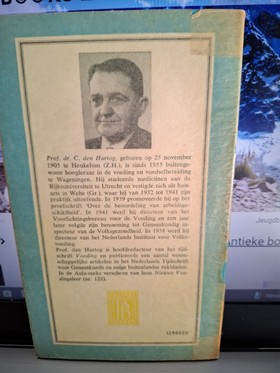 BOOKS
Prof. dr. C. den Hartog, geboren op 25 november
1905 te Heukelum (Z.H.), is sinds 1955 buitenge-
woon hoogleraar in de voeding en voedselbereiding
te Wageningen. Hij studeerde medicijnen aan de
Rijksuniversiteit te Utrecht en vestigde zich als huis-
arts in Wehe (Gr.), waar hij van 1932 tot 1941 zijn
praktijk uitoefende. In 1939 promoveerde hij op het
proefschrift 'Over de beoordeling van arbeidsge-
schiktheid'. In 1941 werd hij directeur van het
Voorlichtingsbureau voor de Voeding en een jaar
later volgde zijn benoeming tot Geneeskundig in-
specteur van de Volksgezondheid. In 1958 werd hij
directeur van het Nederlands Instituut voor Volks-
voeding.
Prof. den Hartog is hoofdredacteur van het tijd-
schrift Voeding en publiceerde een aantal weten-
schappelijke artikelen in het Nederlands Tijdschrift
voor Geneeskunde en enige buitenlandse vakbladen.
In de Aula-reeks verscheen van hem Nieuwe Voe-
dingsleer (nr. 125).
Jeugdb
Antieke bo